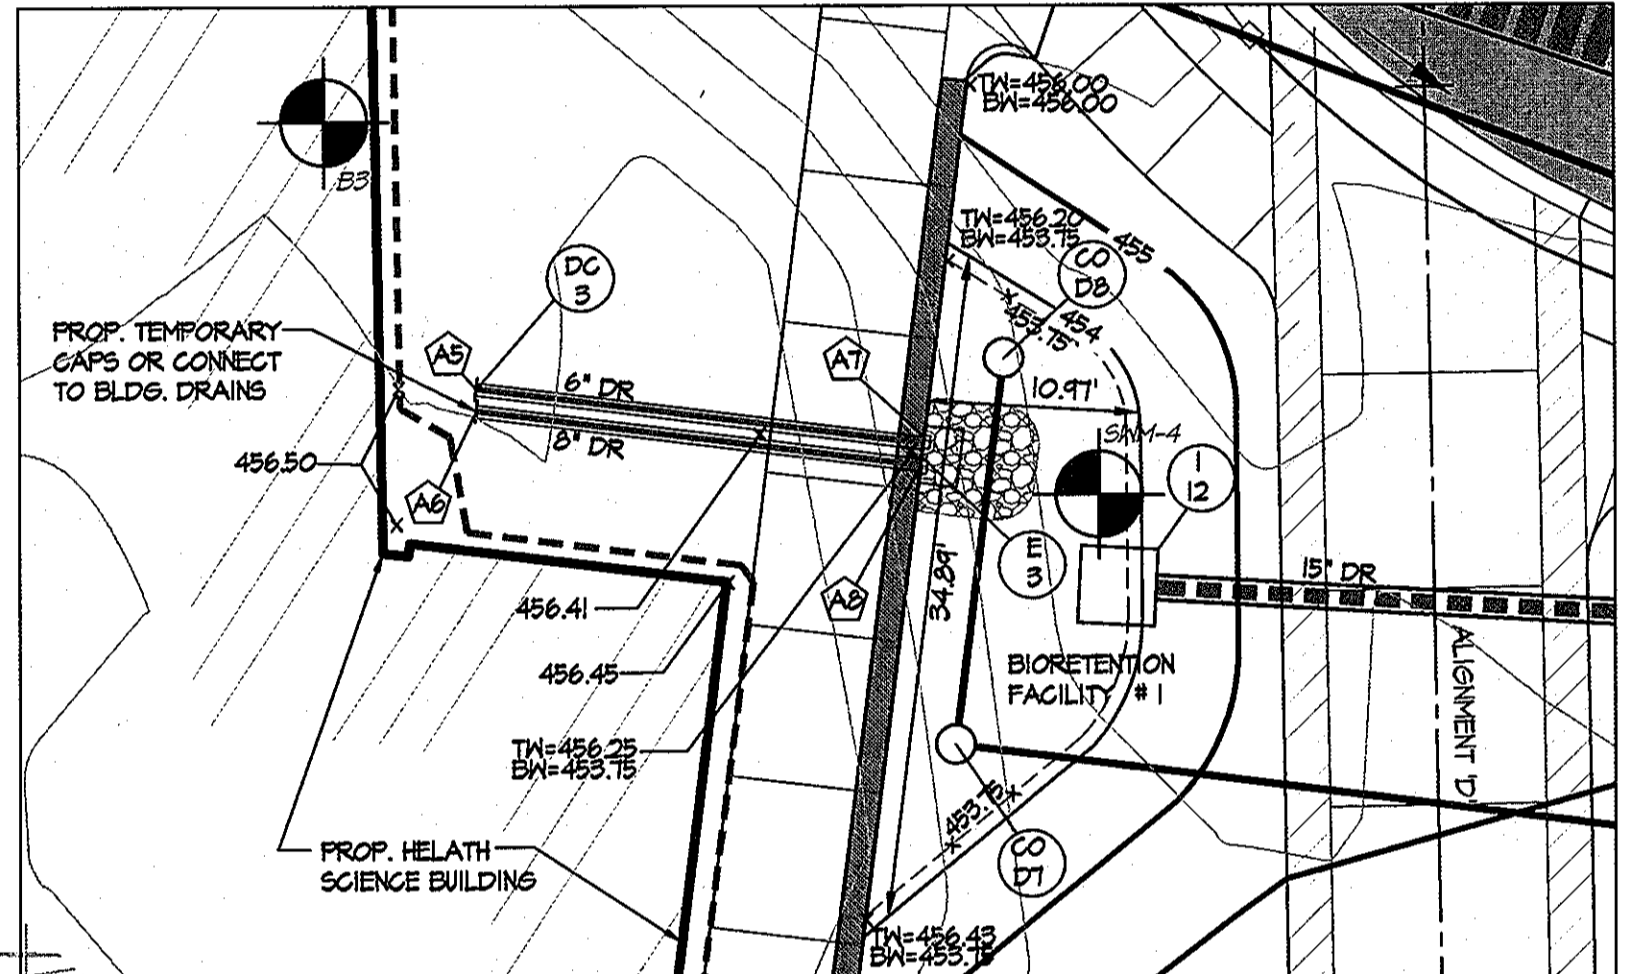 TW=456.00
BW=456.00
B3
TW=456.20
BW=453.75
455
CO
D8
DC
3
454
453.75
PROP. TEMPORARY
CAPS OR CONNECT
TO BLDG. DRAINS
A5
A7
6" DR
10.97'
8" DR
SWM-4
456.50
I
12
A6
E
3
34.89'
A8
15" DR
456.41
456.45
BIORETENTION
FACILITY # 1
ALIGNMENT 'D'
TW=456.25
BW=453.75
453.75
PROP. HELATH
SCIENCE BUILDING
CO
D7
TW=456.43
BW=453.75